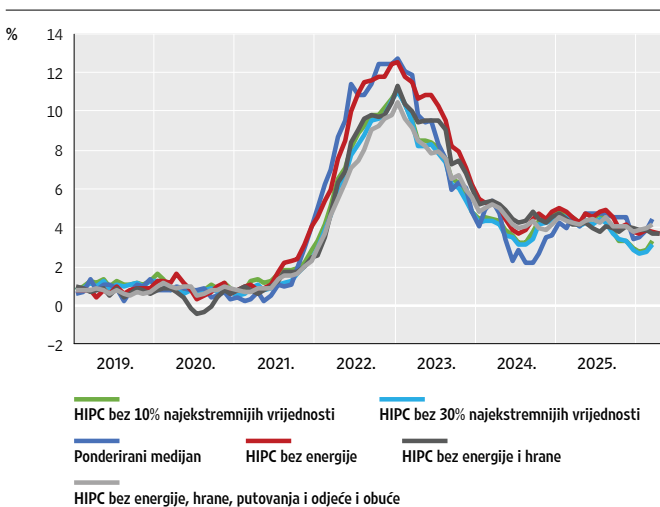 %
14
12
10
8
6
4
2
0
−2
2019. 2020. 2021. 2022. 2023. 2024. 2025.
HIPC bez 10% najekstremnijih vrijednosti
HIPC bez 30% najekstremnijih vrijednosti
Ponderirani medijan
HIPC bez energije
HIPC bez energije i hrane
HIPC bez energije, hrane, putovanja i odjeće i obuće